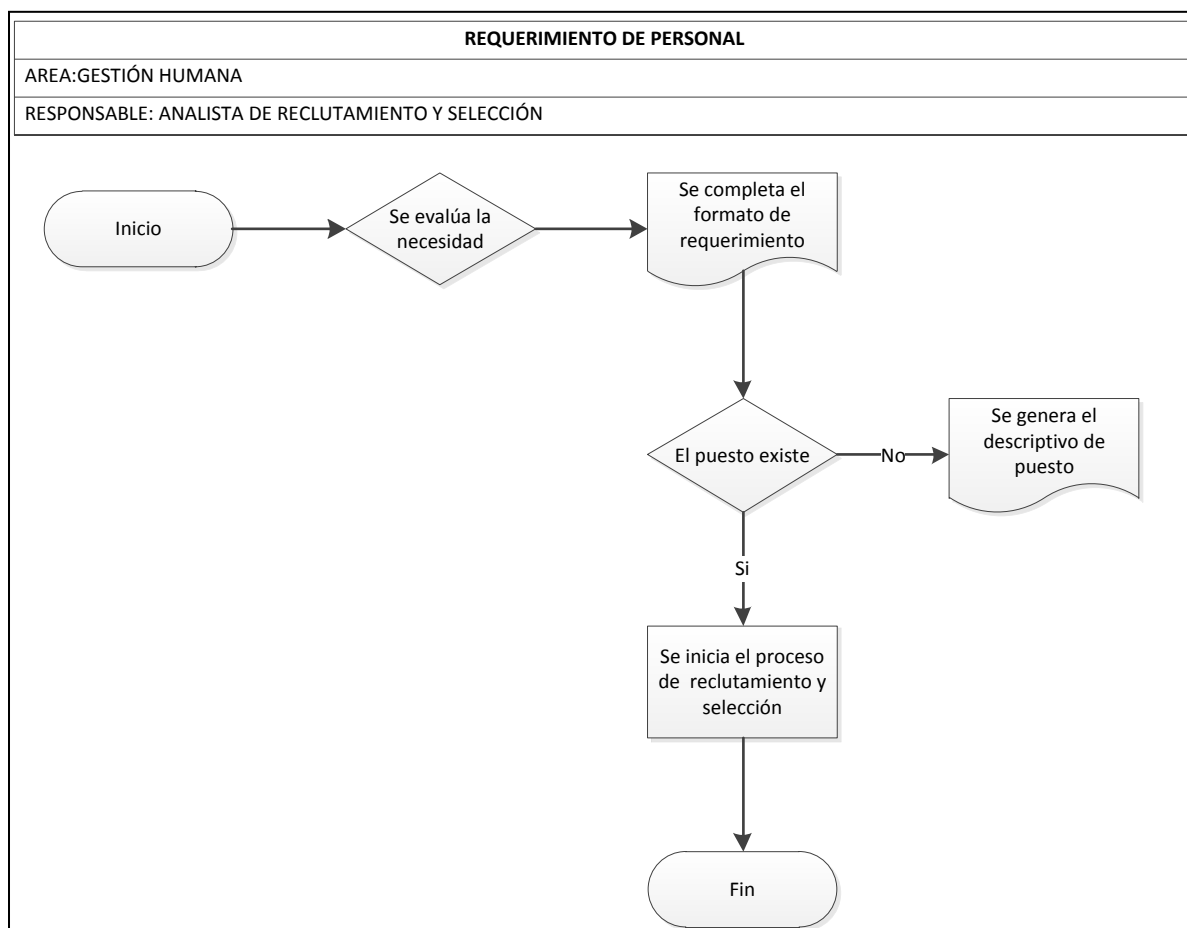 REQUERIMIENTO DE PERSONAL
AREA:GESTIÓN HUMANA
RESPONSABLE: ANALISTA DE RECLUTAMIENTO Y SELECCIÓN
Inicio
Se evalúa la
necesidad
Se completa el
formato de
requerimiento
El puesto existe
No
Se genera el
descriptivo de
puesto
Si
Se inicia el proceso
de reclutamiento y
selección
Fin